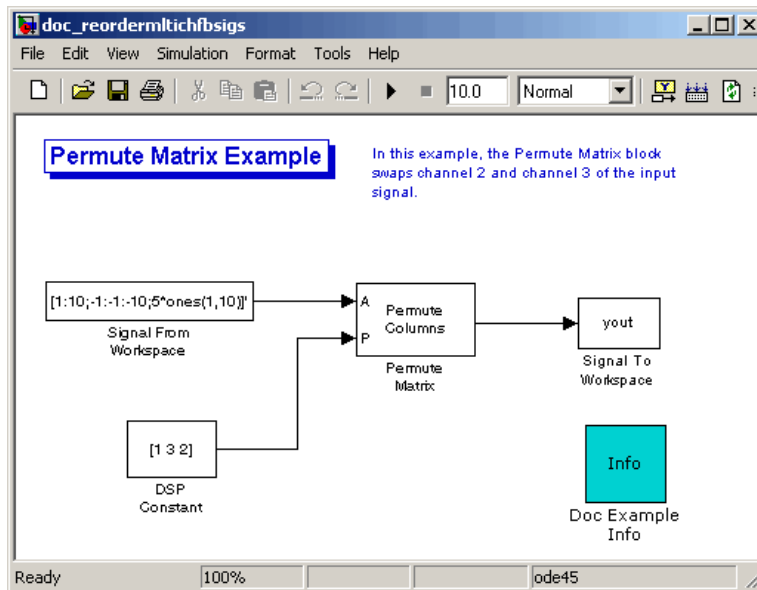 doc_reordermltichfbsigs
File Edit View Simulation Format Tools Help
10.0 Normal
Permute Matrix Example
In this example, the Permute Matrix block
swaps channel 2 and channel 3 of the input
signal.
[1:10;-1:-1:-10;5*ones(1,10)]'
Signal From
Workspace
A
P
Permute
Columns
Permute
Matrix
yout
Signal To
Workspace
[1 3 2]
DSP
Constant
Info
Doc Example
Info
Ready 100% ode45